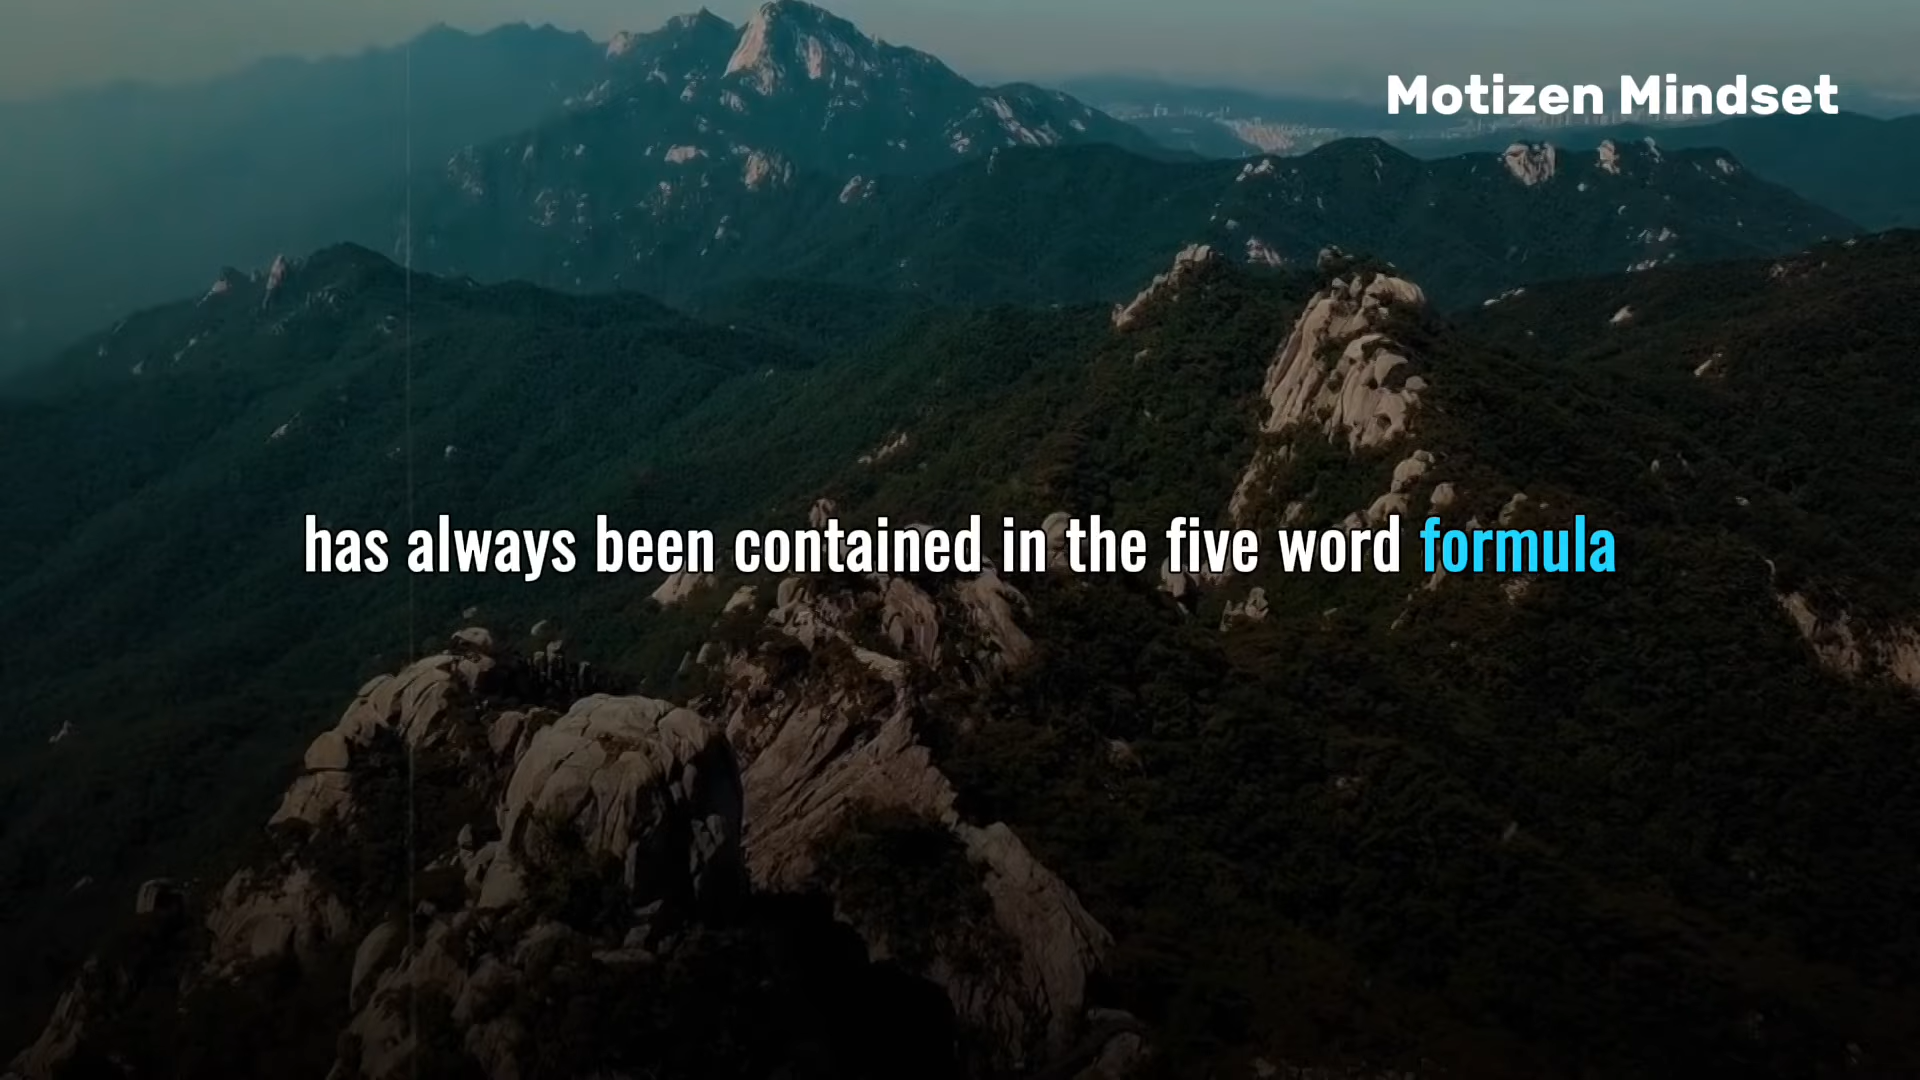 Motizen Mindset
has always been contained in the five word formula